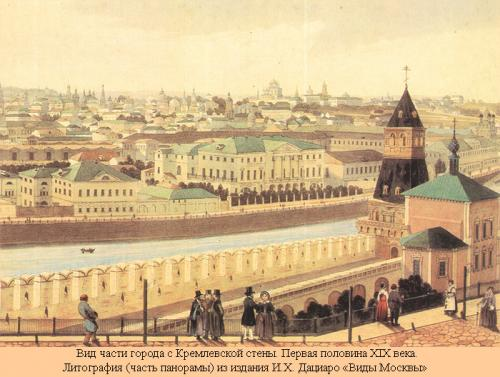 Вид части города с Кремлевской стены. Первая половина XIX века.
Литография (часть панорамы) из издания И.Х. Дациаро «Виды Москвы»